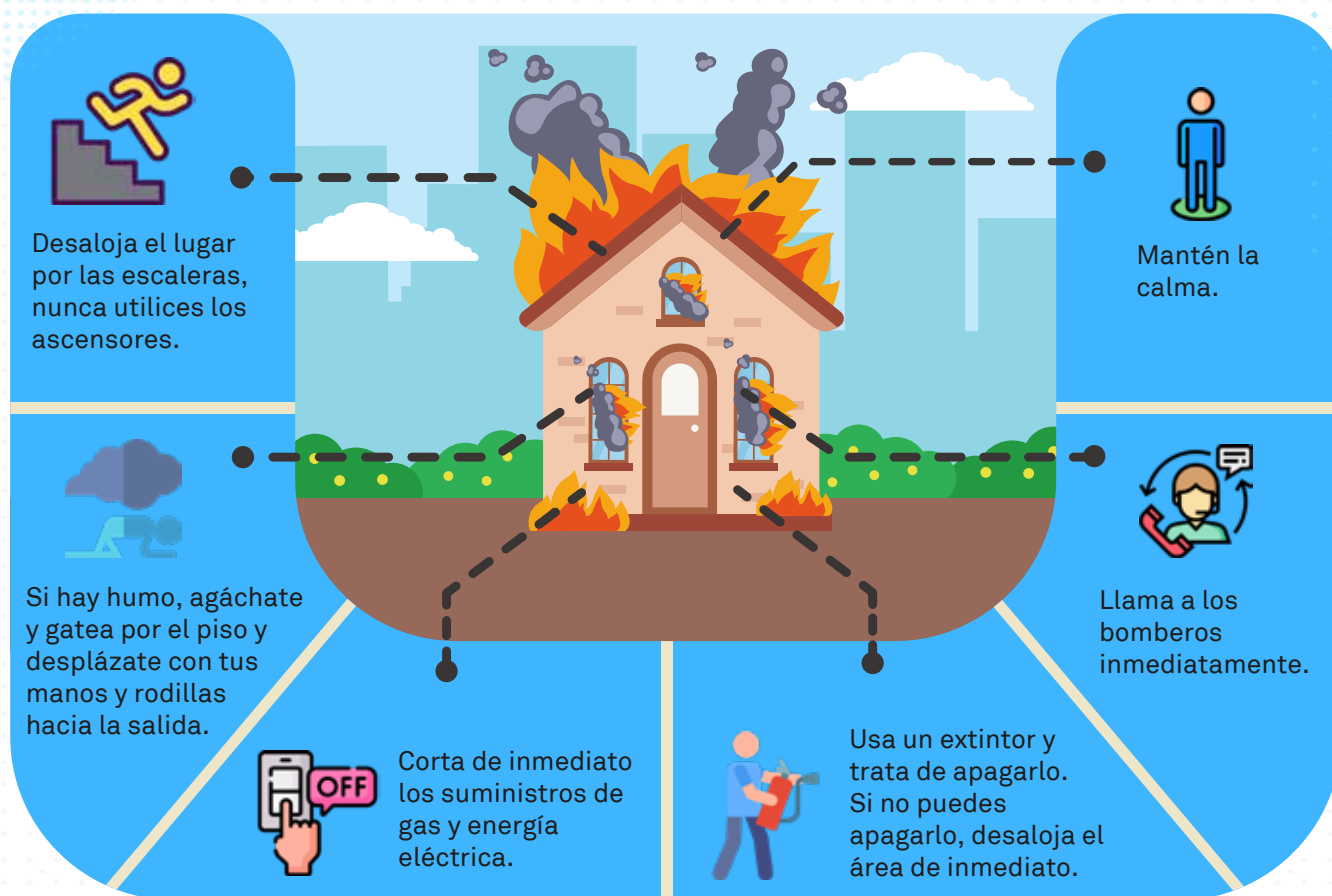 Desaloja el lugar
por las escaleras,
nunca utilices los
ascensores.
Mantén la
calma.
Si hay humo, agáchate
y gatea por el piso y
desplázate con tus
manos y rodillas
hacia la salida.
Llama a los
bomberos
inmediatamente.
OFF
Corta de inmediato
los suministros de
gas y energía
eléctrica.
Usa un extintor y
trata de apagarlo.
Si no puedes
apagarlo, desaloja el
área de inmediato.